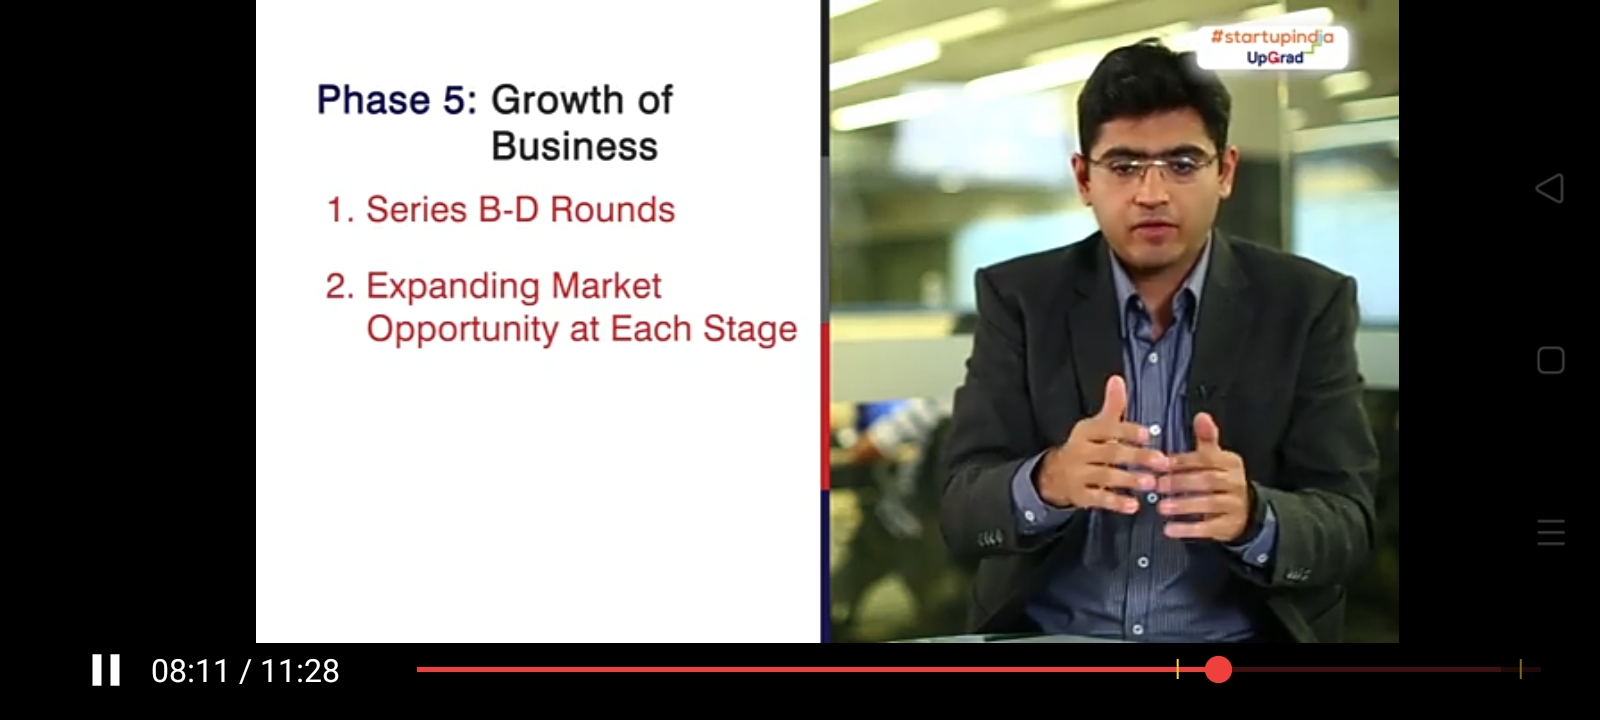 #startupindia
UpGrad
Phase 5: Growth of
Business
1. Series B-D Rounds
2. Expanding Market
Opportunity at Each Stage
08:11 / 11:28